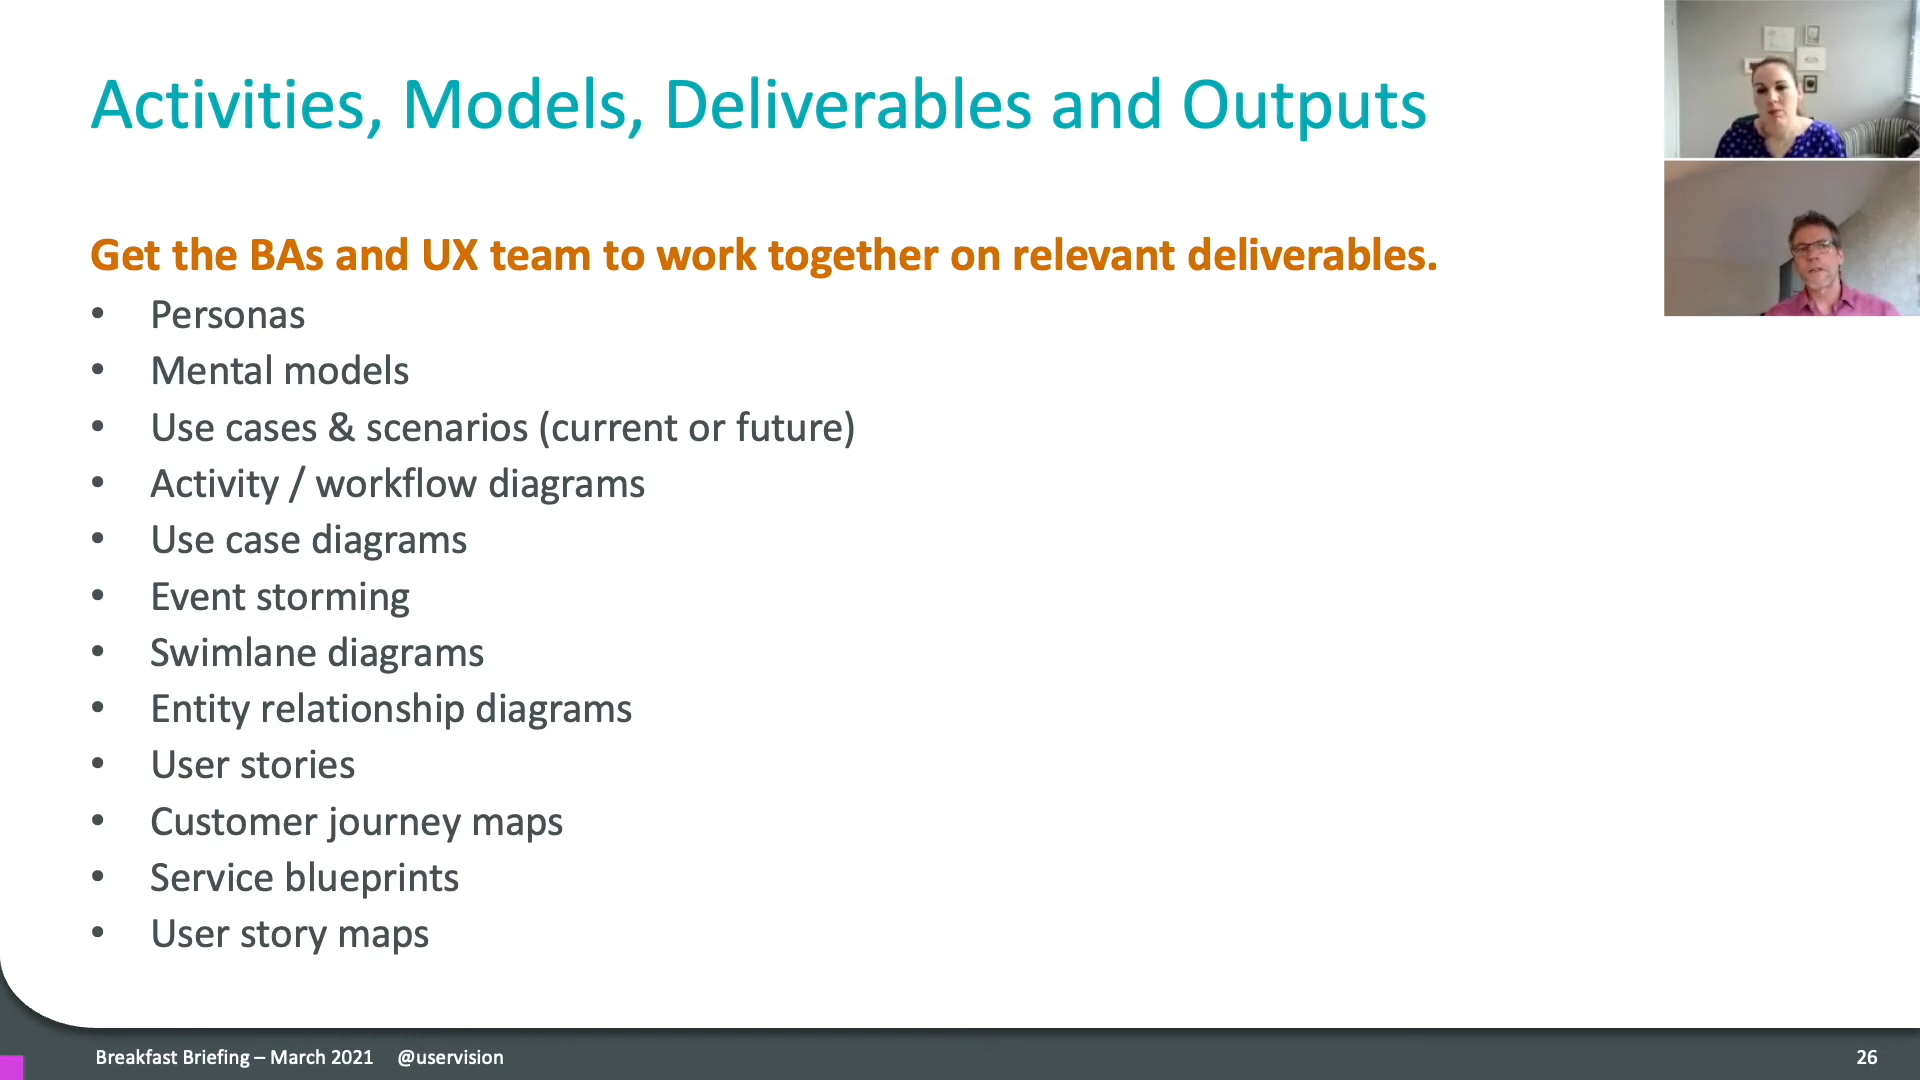 Activities, Models, Deliverables and Outputs
Get the BAs and UX team to work together on relevant deliverables.
• Personas
• Mental models
• Use cases & scenarios (current or future)
• Activity / workflow diagrams
• Use case diagrams
• Event storming
• Swimlane diagrams
• Entity relationship diagrams
• User stories
• Customer journey maps
• Service blueprints
• User story maps
Breakfast Briefing – March 2021 @uservision
26